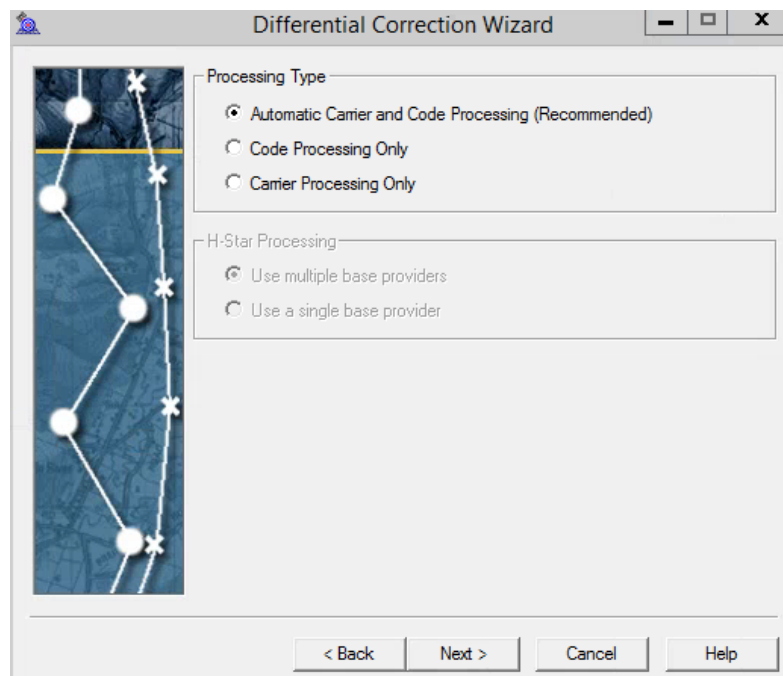 Differential Correction Wizard
Processing Type
Automatic Carrier and Code Processing (Recommended)
Code Processing Only
Carrier Processing Only
H-Star Processing
Use multiple base providers
Use a single base provider
< Back Next > Cancel Help